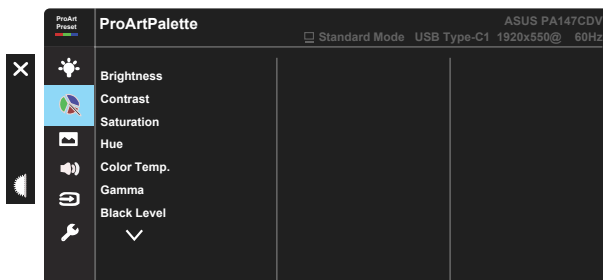 ProArt
Preset
ProArtPalette
ASUS PA147CDV
Standard Mode USB Type-C1 1920x550@ 60Hz
Brightness
Contrast
Saturation
Hue
Color Temp.
Gamma
Black Level